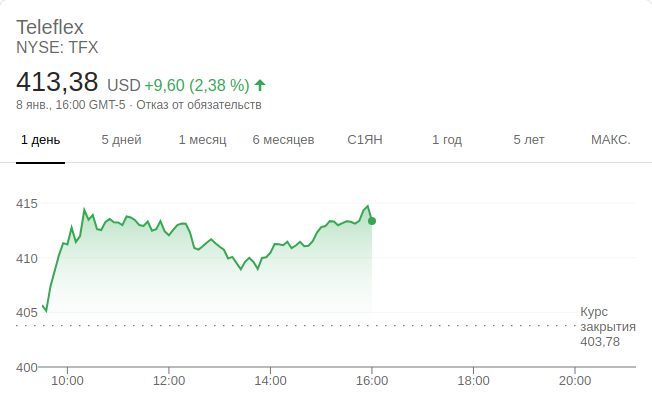 Teleflex
NYSE: TFX
413,38 USD +9,60 (2,38 %)
8 янв., 16:00 GMT-5 · Отказ от обязательств
1 день 5 дней 1 месяц 6 месяцев С1ЯН 1 год 5 лет МАКС.
415
410
405
Курс
закрытия
403,78
400
10:00 12:00 14:00 16:00 18:00 20:00